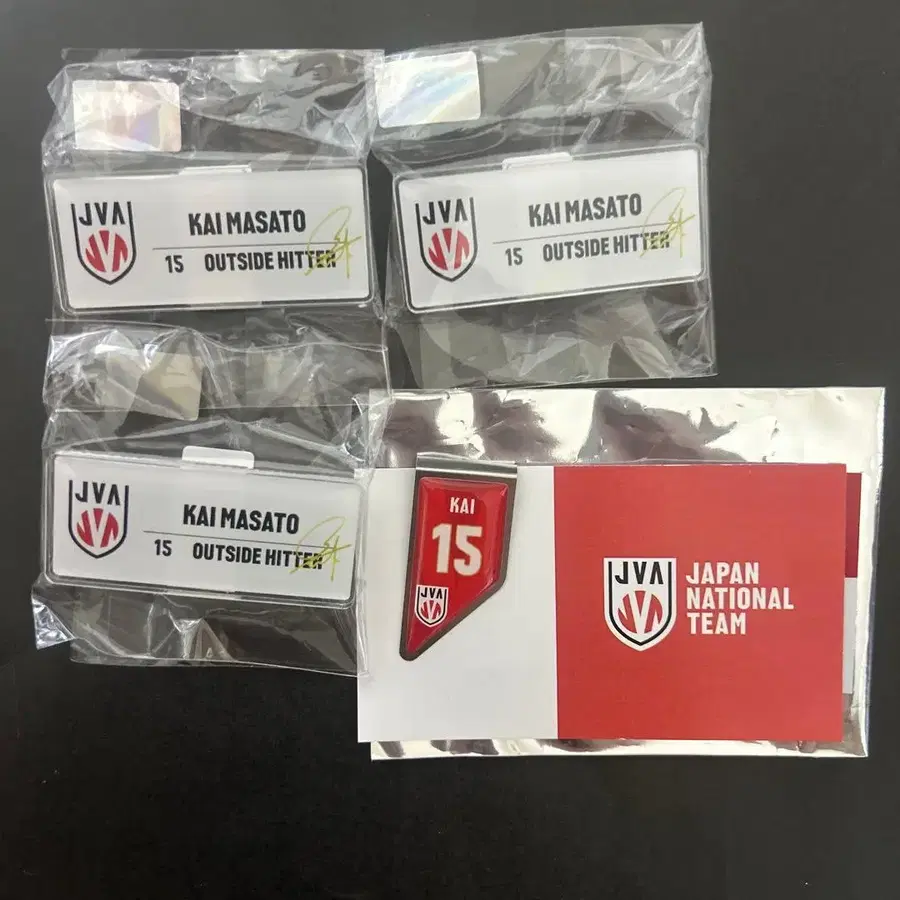 JVA
KAI MASATO
15 OUTSIDE HITTER
JVA
KAI MASATO
15 OUTSIDE HITTER
JVA
KAI MASATO
15 OUTSIDE HITTER
KAI
15
JVA
JVA
JAPAN
NATIONAL
TEAM